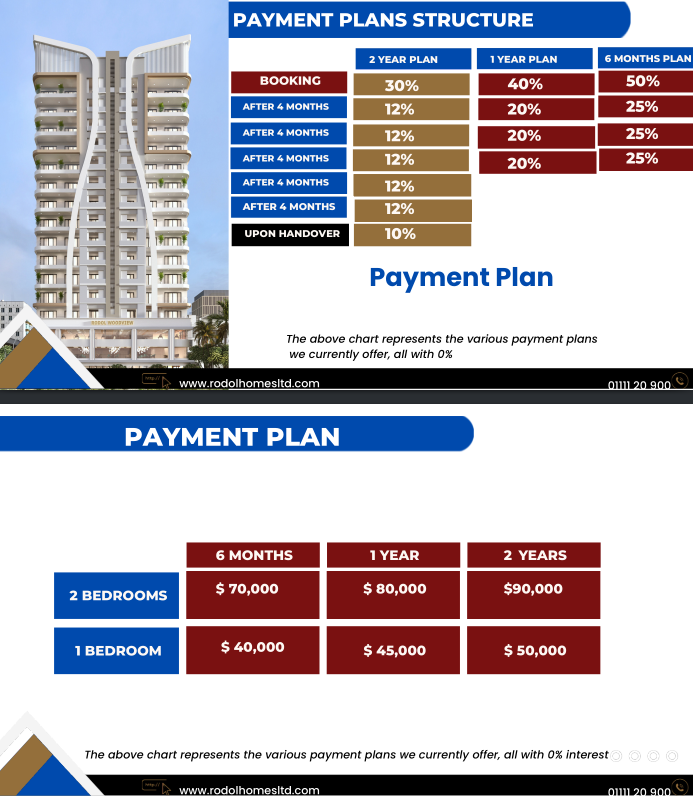 PAYMENT PLANS STRUCTURE
2 YEAR PLAN 1 YEAR PLAN 6 MONTHS PLAN
BOOKING 30% 40% 50%
AFTER 4 MONTHS 12% 20% 25%
AFTER 4 MONTHS 12% 20% 25%
AFTER 4 MONTHS 12% 20% 25%
AFTER 4 MONTHS 12%
AFTER 4 MONTHS 12%
UPON HANDOVER 10%
Payment Plan
RODOL MOONVIEW
The above chart represents the various payment plans
we currently offer, all with 0%
http://
www.rodolhomesltd.com 01111 20 900
PAYMENT PLAN
6 MONTHS 1 YEAR 2 YEARS
2 BEDROOMS $ 70,000 $ 80,000 $90,000
1 BEDROOM $ 40,000 $ 45,000 $ 50,000
The above chart represents the various payment plans we currently offer, all with 0% interest
http://
www.rodolhomesltd.com 01111 20 900